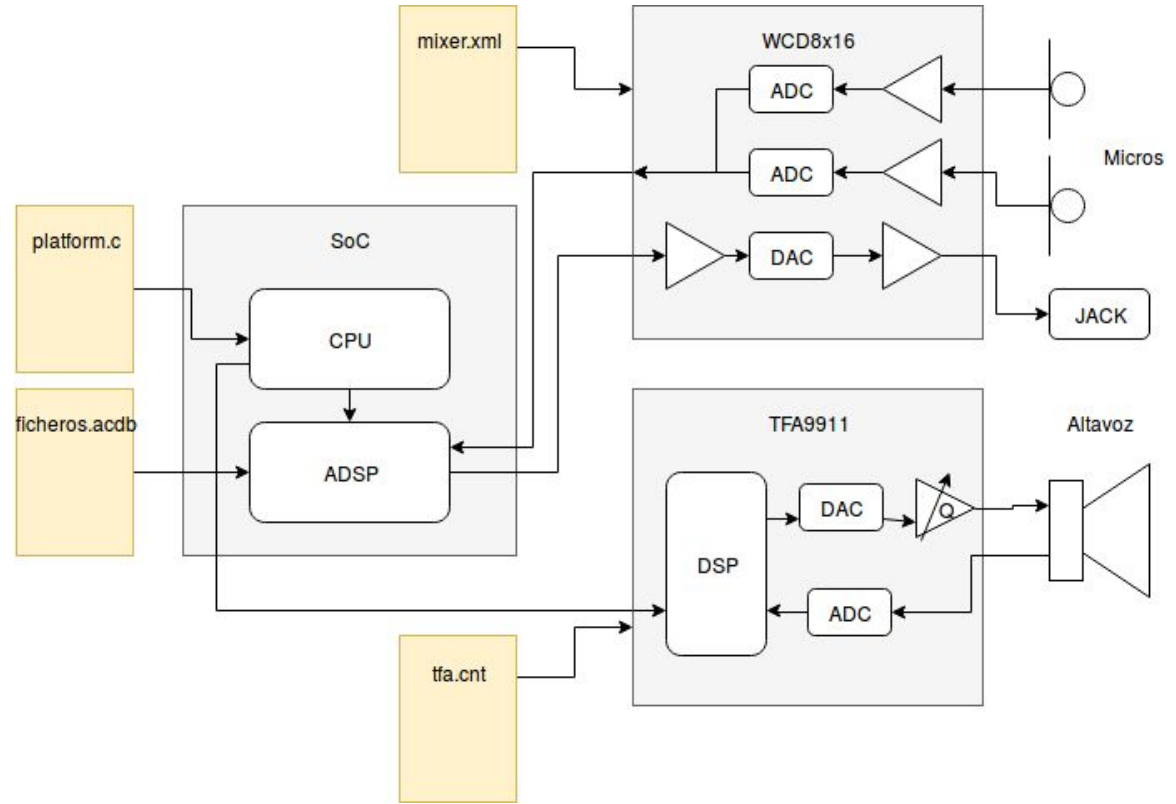 mixer.xml
WCD8x16
ADC
ADC
Micros
DAC
JACK
platform.c
SoC
CPU
ficheros.acdb
ADSP
TFA9911
Altavoz
DAC
Q
DSP
ADC
tfa.cnt